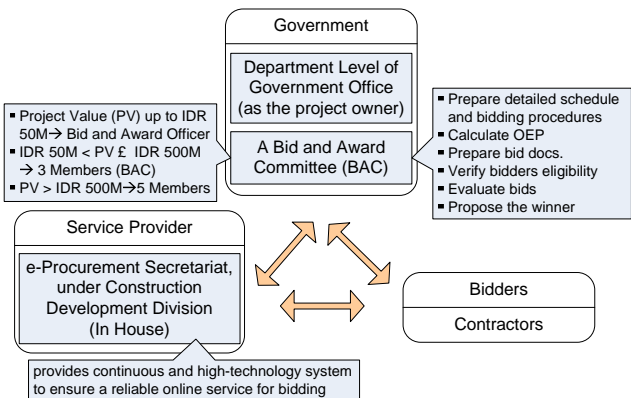 Government
Department Level of
Government Office
(as the project owner)
A Bid and Award
Committee (BAC)
▪ Project Value (PV) up to IDR
50M→ Bid and Award Officer
▪ IDR 50M < PV £ IDR 500M
→ 3 Members (BAC)
▪ PV > IDR 500M→5 Members
▪ Prepare detailed schedule
and bidding procedures
▪ Calculate OEP
▪ Prepare bid docs.
▪ Verify bidders eligibility
▪ Evaluate bids
▪ Propose the winner
Service Provider
e-Procurement Secretariat,
under Construction
Development Division
(In House)
Bidders
Contractors
provides continuous and high-technology system
to ensure a reliable online service for bidding